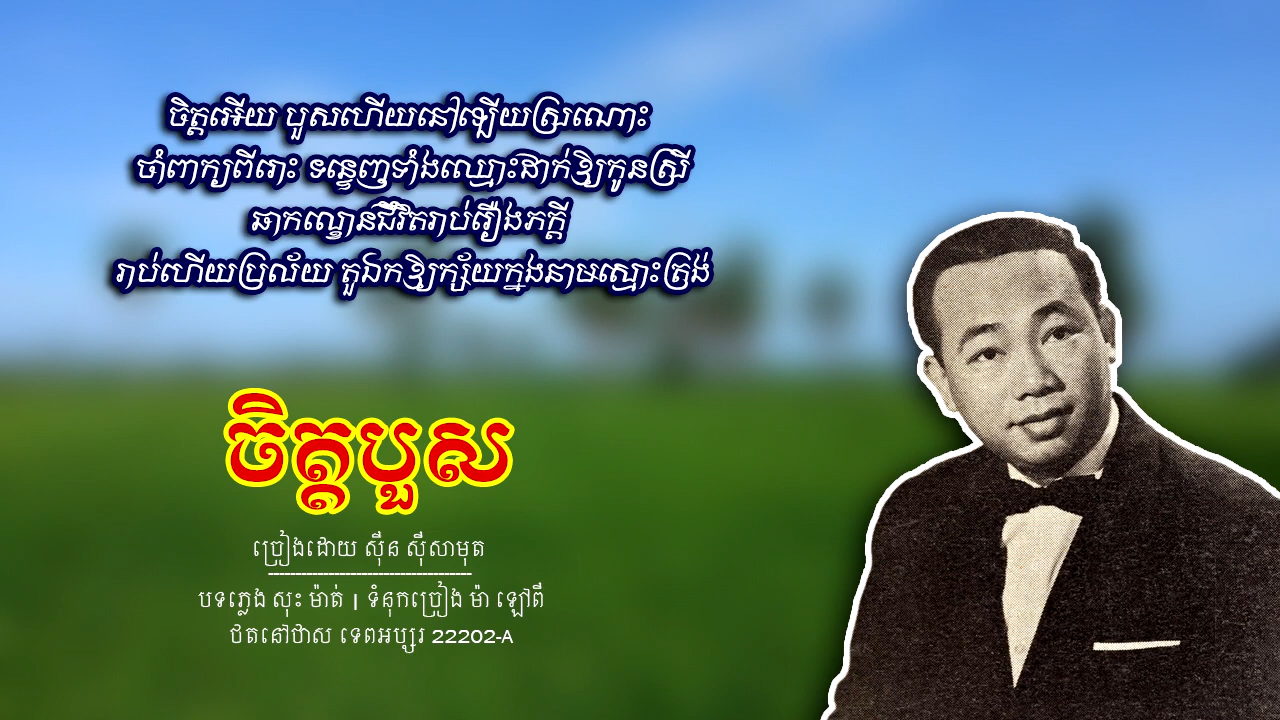 ចិត្តអើយ បួសហើយនៅឡើយស្រណោះ
ចាំពាក្យពីរោះ ទន្ទេញទាំងឈ្មោះដាក់ឱ្យកូនស្រី
ឆាកល្ខោនជីវិតរាប់រឿងភក្ដី
រាប់ហើយប្រល័យ តួឯកឱ្យក្ស័យក្នុងនាមស្មោះត្រង់
ចិត្តបួស
ច្រៀងដោយ ស៊ីន ស៊ីសាមុត
បទភ្លេង សុះ ម៉ាត់ | ទំនុកច្រៀង ម៉ា ឡៅពី
ថតនៅថាស ទេពអប្សរ 22202-A